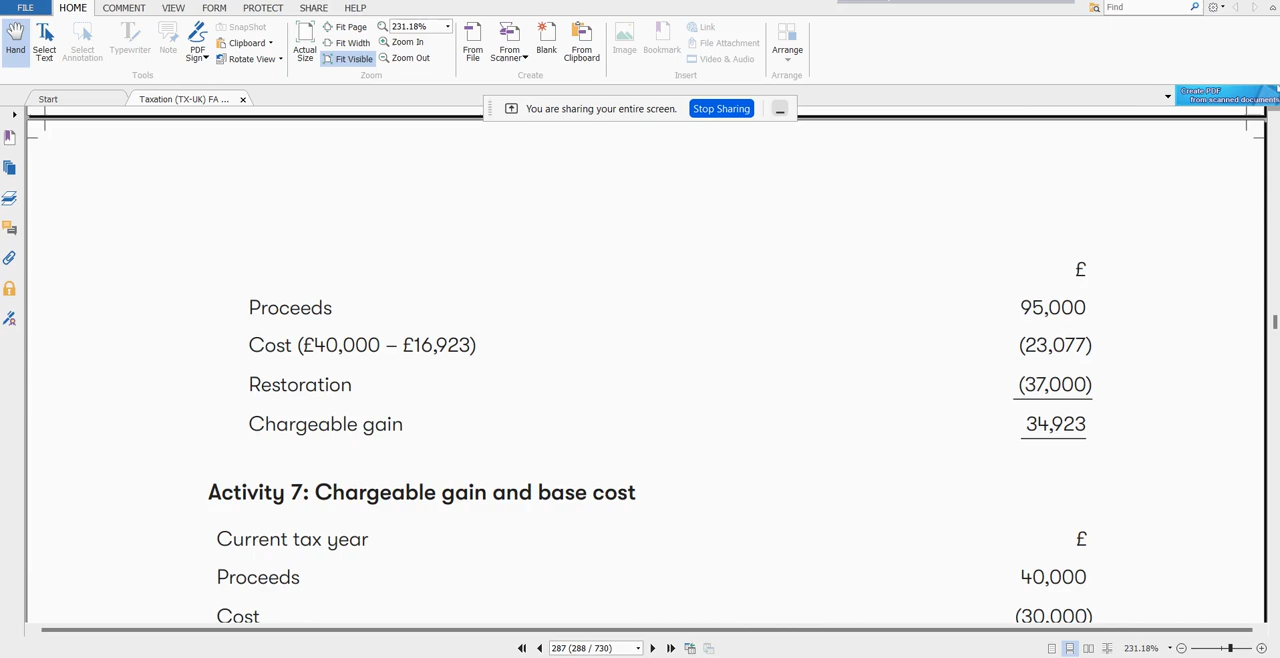 FILE HOME COMMENT VIEW FORM PROTECT SHARE HELP Find
Hand
Select Text
Select Annotation
Typewriter
Note
PDF Sign
SnapShot
Clipboard
Rotate View
Tools
Actual Size
Fit Page
Fit Width
Fit Visible
231.18%
Zoom In
Zoom Out
Zoom
From File
From Scanner
Blank
From Clipboard
Create
Image
Bookmark
Link
File Attachment
Video & Audio
Insert
Arrange
Arrange
Start Taxation (TX-UK) FA ...
You are sharing your entire screen. Stop Sharing
Create PDF
from scanned documents
£
Proceeds 95,000
Cost (£40,000 – £16,923) (23,077)
Restoration (37,000)
Chargeable gain 34,923
Activity 7: Chargeable gain and base cost
Current tax year £
Proceeds 40,000
Cost (30,000)
287 (288 / 730) 231.18%